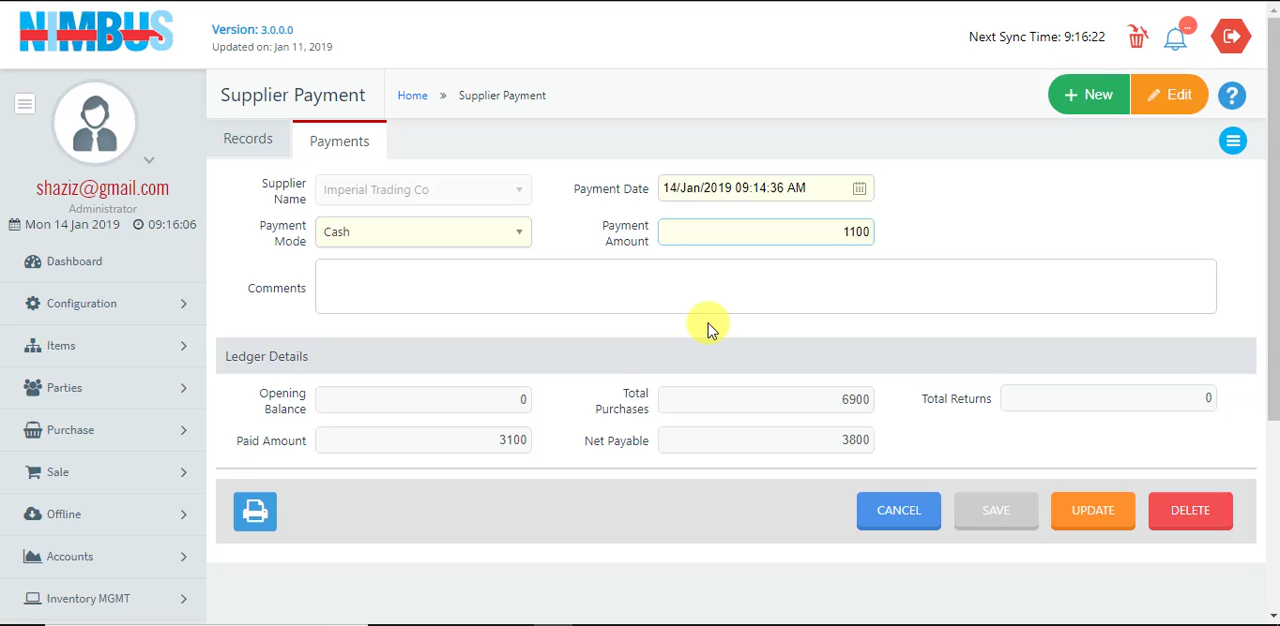 NIMBUS
Version: 3.0.0.0
Updated on: Jan 11, 2019
Next Sync Time: 9:16:22
...
shaziz@gmail.com
Administrator
Mon 14 Jan 2019 09:16:06
Dashboard
Configuration
Items
Parties
Purchase
Sale
Offline
Accounts
Inventory MGMT
Supplier Payment
Home » Supplier Payment
+ New
Edit
?
Records
Payments
Supplier
Name
Imperial Trading Co
Payment Date
14/Jan/2019 09:14:36 AM
Payment
Mode
Cash
Payment
Amount
1100
Comments
Ledger Details
Opening
Balance
0
Total
Purchases
6900
Total Returns
0
Paid Amount
3100
Net Payable
3800
CANCEL
SAVE
UPDATE
DELETE